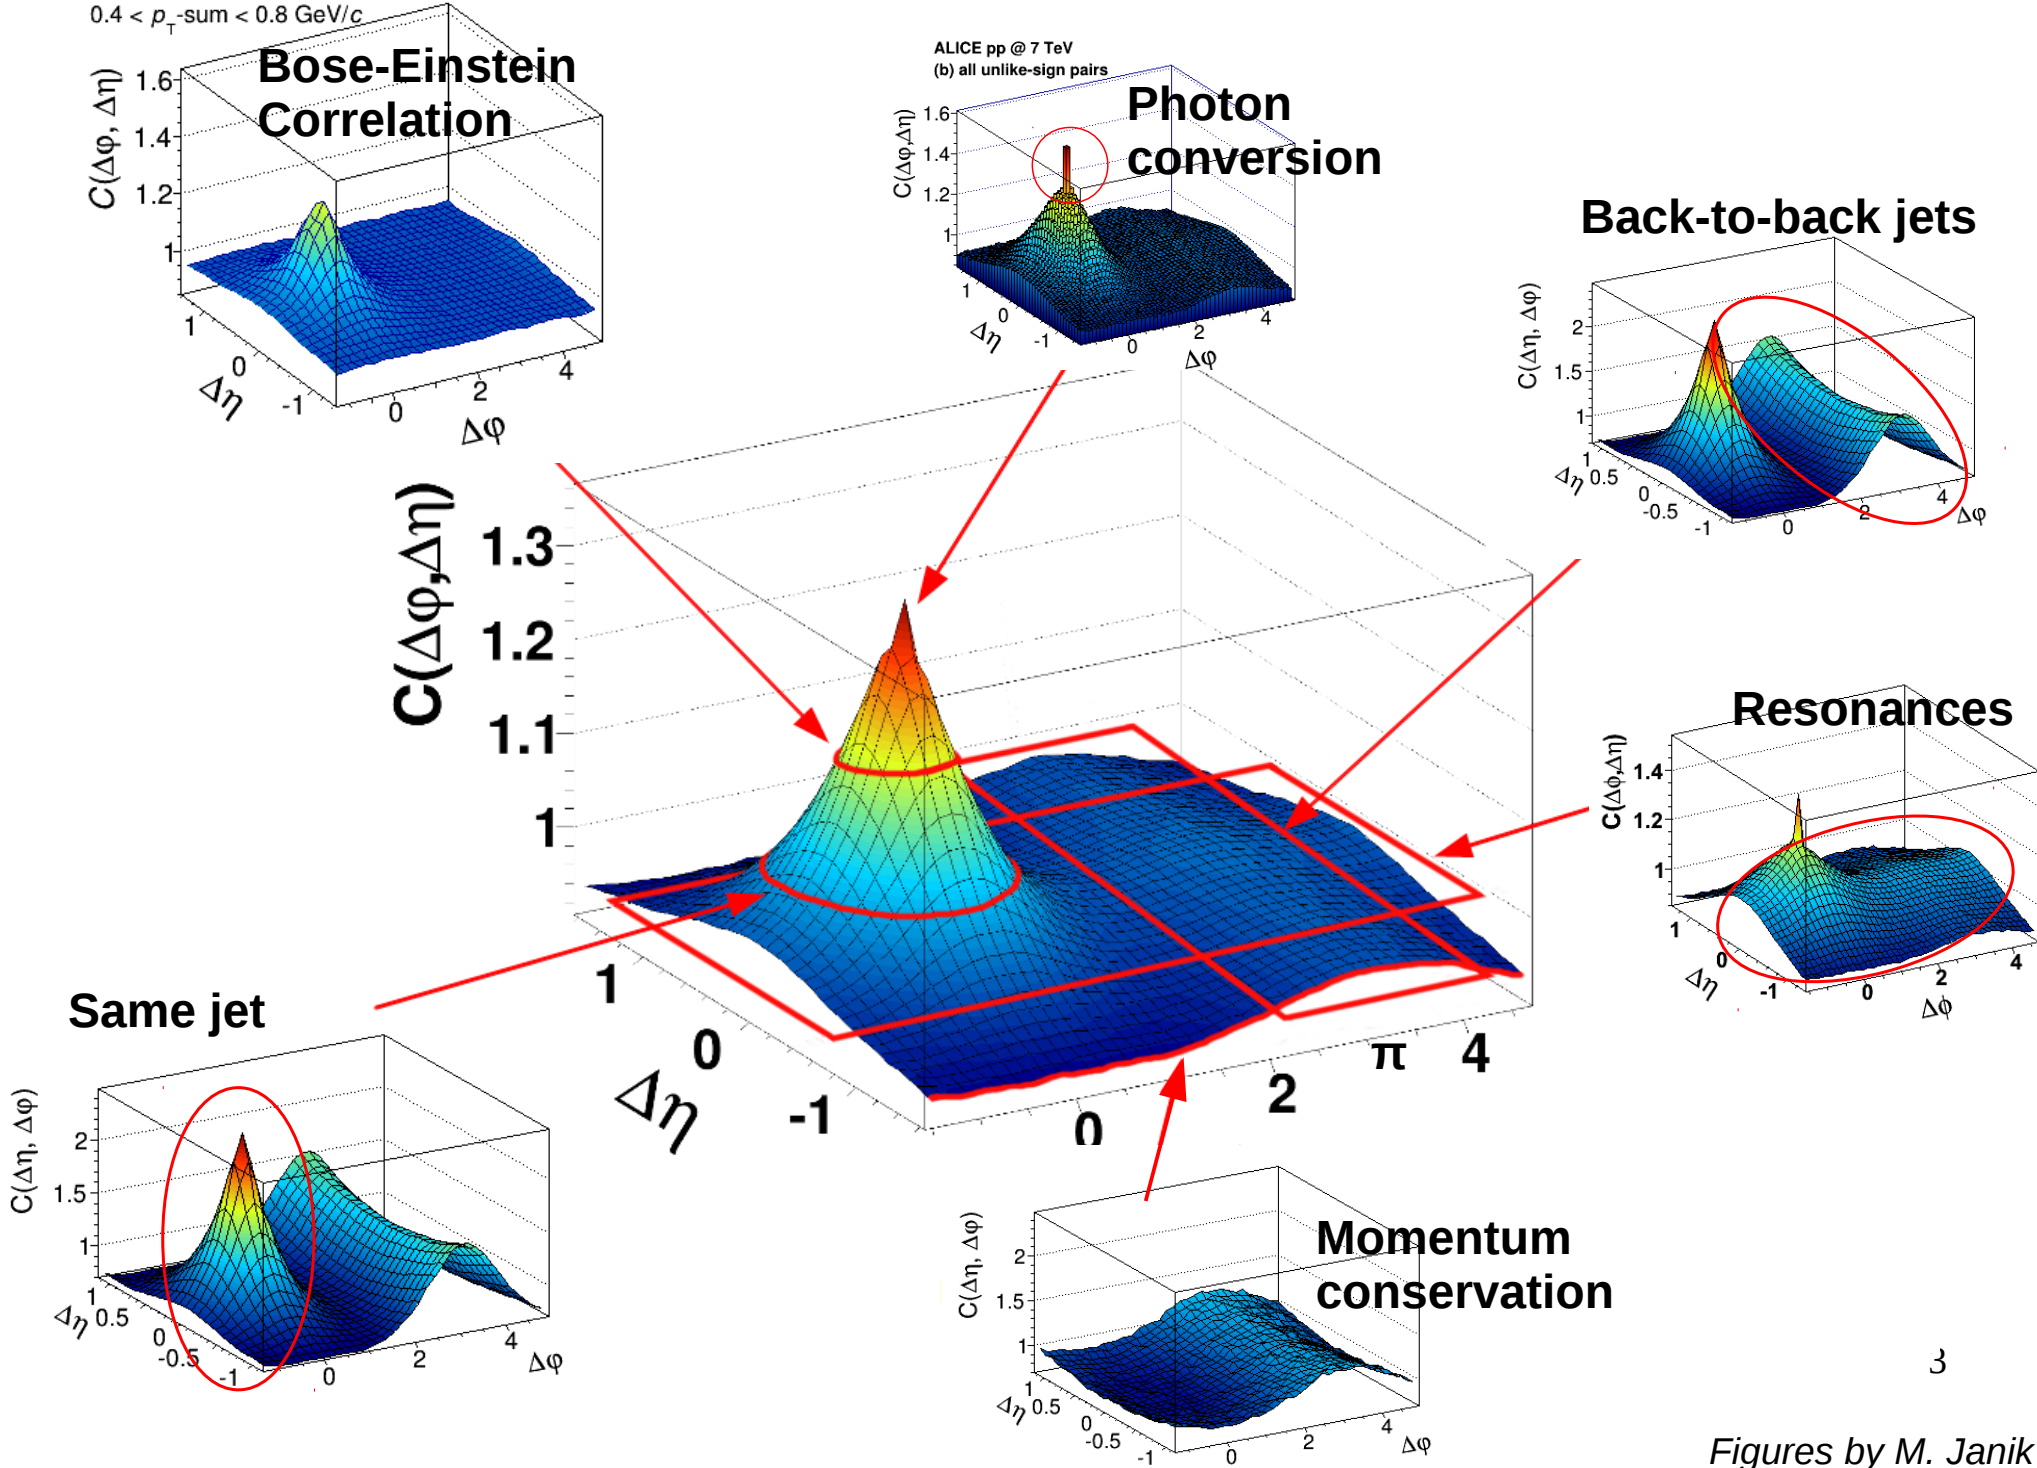 0.4 < p_T-sum < 0.8 GeV/c
Bose-Einstein
Correlation
C(Δφ, Δη)
1.6
1.4
1.2
1
1
0
-1
Δη
0
2
4
Δφ
ALICE pp @ 7 TeV
(b) all unlike-sign pairs
Photon
conversion
C(Δφ,Δη)
1.6
1.4
1.2
1
1
0
-1
Δη
0
2
4
Δφ
Back-to-back jets
C(Δη, Δφ)
2
1.5
1
1
0.5
0
-0.5
-1
Δη
0
2
4
Δφ
C(Δφ,Δη)
1.3
1.2
1.1
1
1
0
-1
Δη
0
2
π
4
Resonances
C(Δϕ,Δη)
1.4
1.2
1
1
0
-1
Δη
0
2
4
Δϕ
Same jet
C(Δη, Δφ)
2
1.5
1
1
0.5
0
-0.5
-1
Δη
0
2
4
Δφ
Momentum
conservation
C(Δη, Δφ)
2
1.5
1
1
0.5
0
-0.5
-1
Δη
0
2
4
Δφ
3
Figures by M. Janik